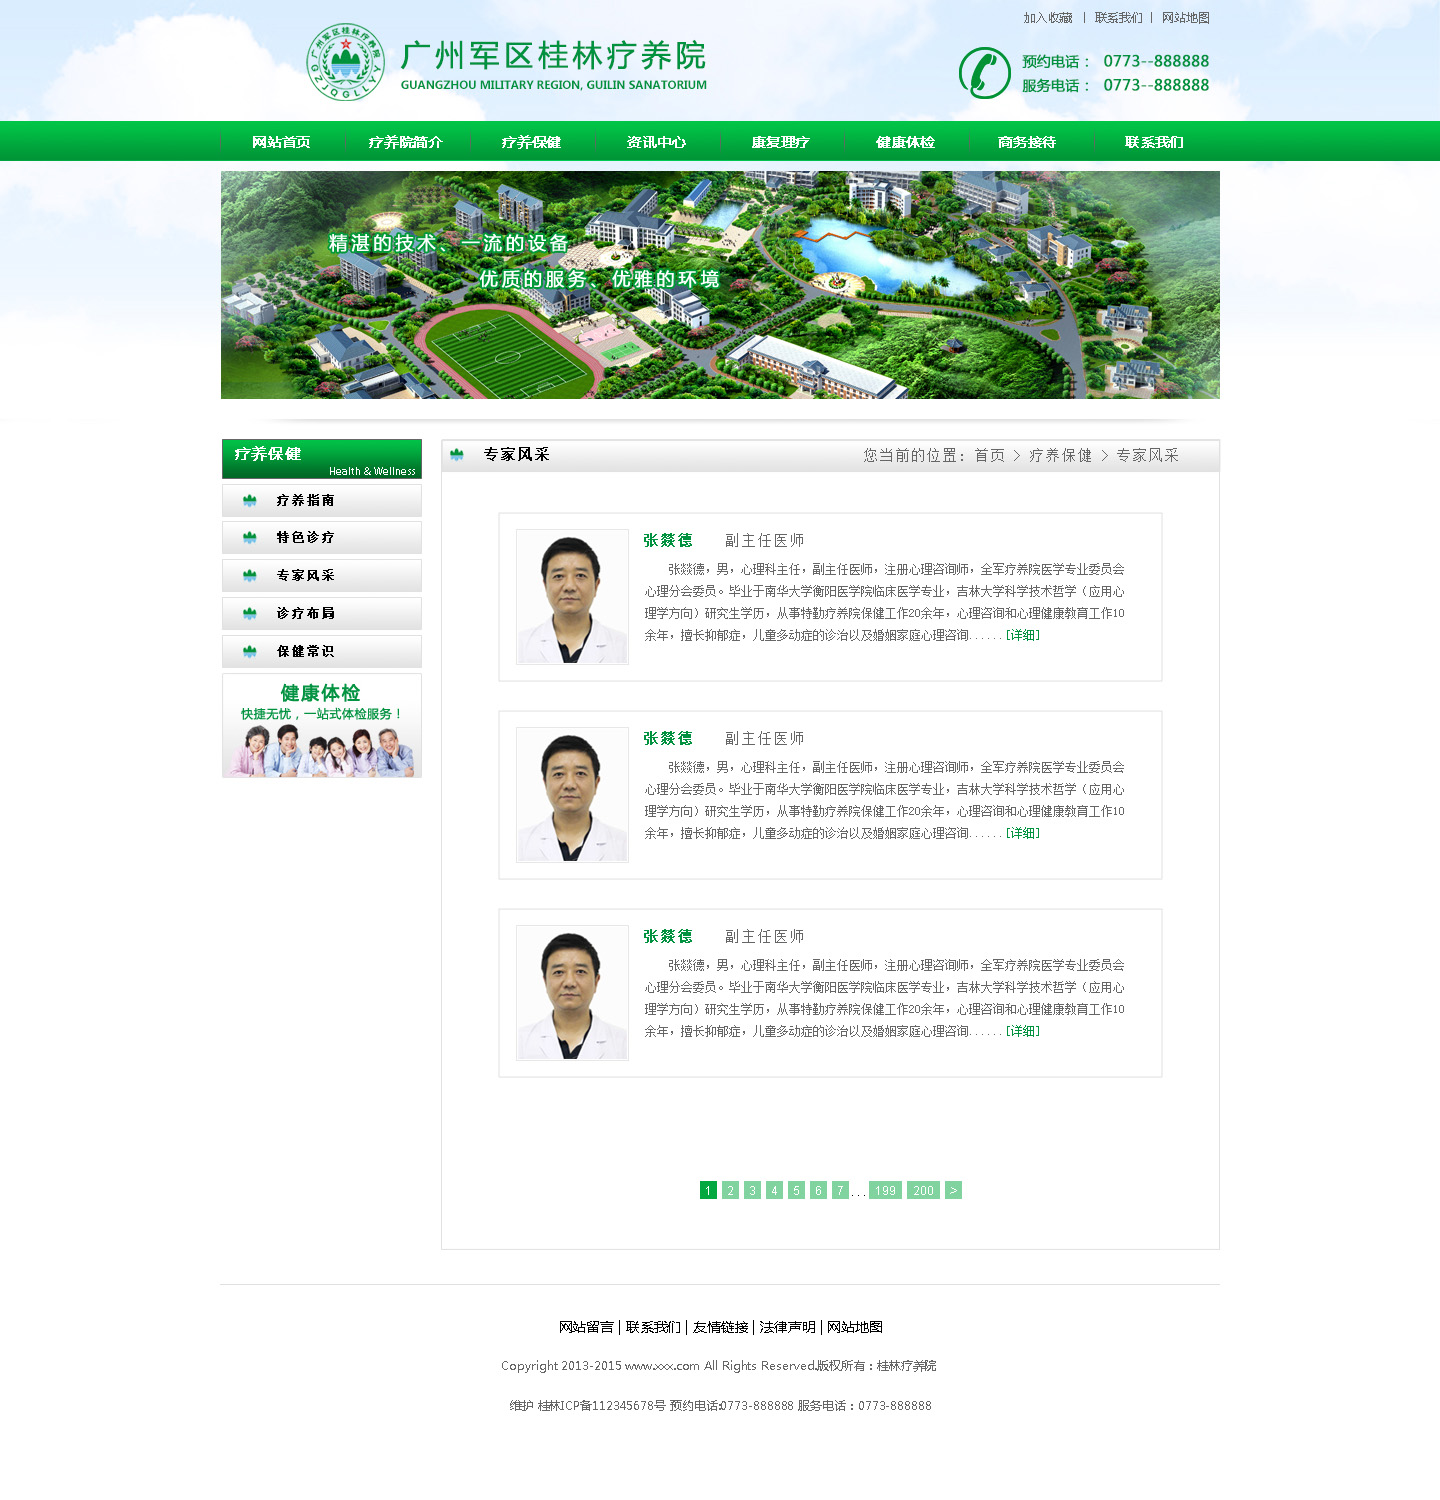 加入收藏 | 联系我们 | 网站地图
广州军区桂林疗养院
GUANGZHOU MILITARY REGION, GUILIN SANATORIUM
广州军区桂林疗养院
GZJQGLLYY
预约电话： 0773--888888
服务电话： 0773--888888
网站首页 疗养院简介 疗养保健 资讯中心 康复理疗 健康体检 商务接待 联系我们
精湛的技术、一流的设备
优质的服务、优雅的环境
疗养保健
Health & Wellness
疗养指南
特色诊疗
专家风采
诊疗布局
保健常识
健康体检
快捷无忧，一站式体检服务！
专家风采 您当前的位置：首页 > 疗养保健 > 专家风采
张燚德 副主任医师
张燚德，男，心理科主任，副主任医师，注册心理咨询师，全军疗养院医学专业委员会
心理分会委员。毕业于南华大学衡阳医学院临床医学专业，吉林大学科学技术哲学（应用心
理学方向）研究生学历，从事特勤疗养院保健工作20余年，心理咨询和心理健康教育工作10
余年，擅长抑郁症，儿童多动症的诊治以及婚姻家庭心理咨询......[详细]
张燚德 副主任医师
张燚德，男，心理科主任，副主任医师，注册心理咨询师，全军疗养院医学专业委员会
心理分会委员。毕业于南华大学衡阳医学院临床医学专业，吉林大学科学技术哲学（应用心
理学方向）研究生学历，从事特勤疗养院保健工作20余年，心理咨询和心理健康教育工作10
余年，擅长抑郁症，儿童多动症的诊治以及婚姻家庭心理咨询......[详细]
张燚德 副主任医师
张燚德，男，心理科主任，副主任医师，注册心理咨询师，全军疗养院医学专业委员会
心理分会委员。毕业于南华大学衡阳医学院临床医学专业，吉林大学科学技术哲学（应用心
理学方向）研究生学历，从事特勤疗养院保健工作20余年，心理咨询和心理健康教育工作10
余年，擅长抑郁症，儿童多动症的诊治以及婚姻家庭心理咨询......[详细]
1 2 3 4 5 6 7 ... 199 200 >
网站留言 | 联系我们 | 友情链接 | 法律声明 | 网站地图
Copyright 2013-2015 www.xxx.com All Rights Reserved.版权所有：桂林疗养院
维护 桂林ICP备112345678号 预约电话:0773-888888 服务电话：0773-888888